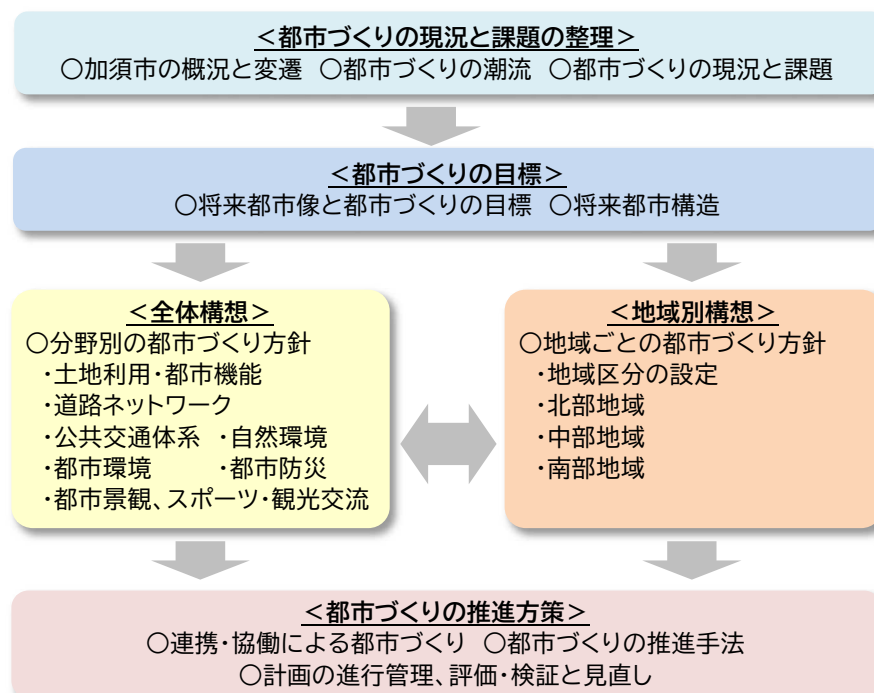 <都市づくりの現況と課題の整理>
○加須市の概況と変遷 ○都市づくりの潮流 ○都市づくりの現況と課題
<都市づくりの目標>
○将来都市像と都市づくりの目標 ○将来都市構造
<全体構想>
○分野別の都市づくり方針
・土地利用・都市機能
・道路ネットワーク
・公共交通体系 ・自然環境
・都市環境 ・都市防災
・都市景観、スポーツ・観光交流
<地域別構想>
○地域ごとの都市づくり方針
・地域区分の設定
・北部地域
・中部地域
・南部地域
<都市づくりの推進方策>
○連携・協働による都市づくり ○都市づくりの推進手法
○計画の進行管理、評価・検証と見直し